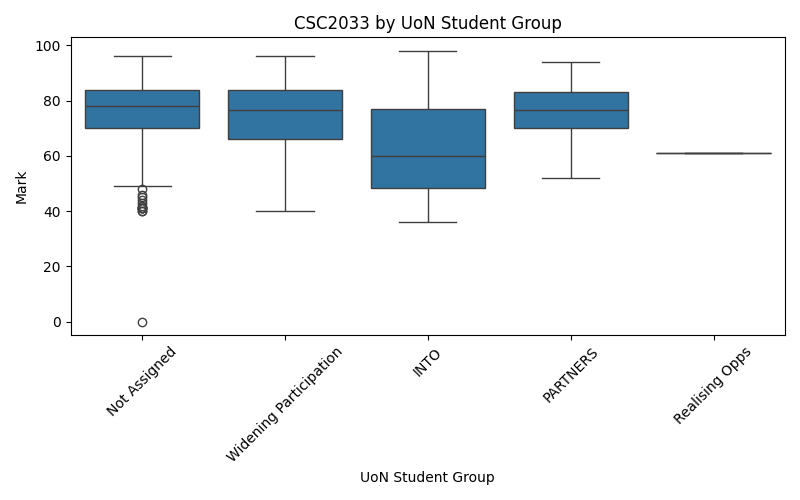 CSC2033 by UoN Student Group
Mark
100
80
60
40
20
0
Not Assigned
Widening Participation
INTO
PARTNERS
Realising Opps
UoN Student Group